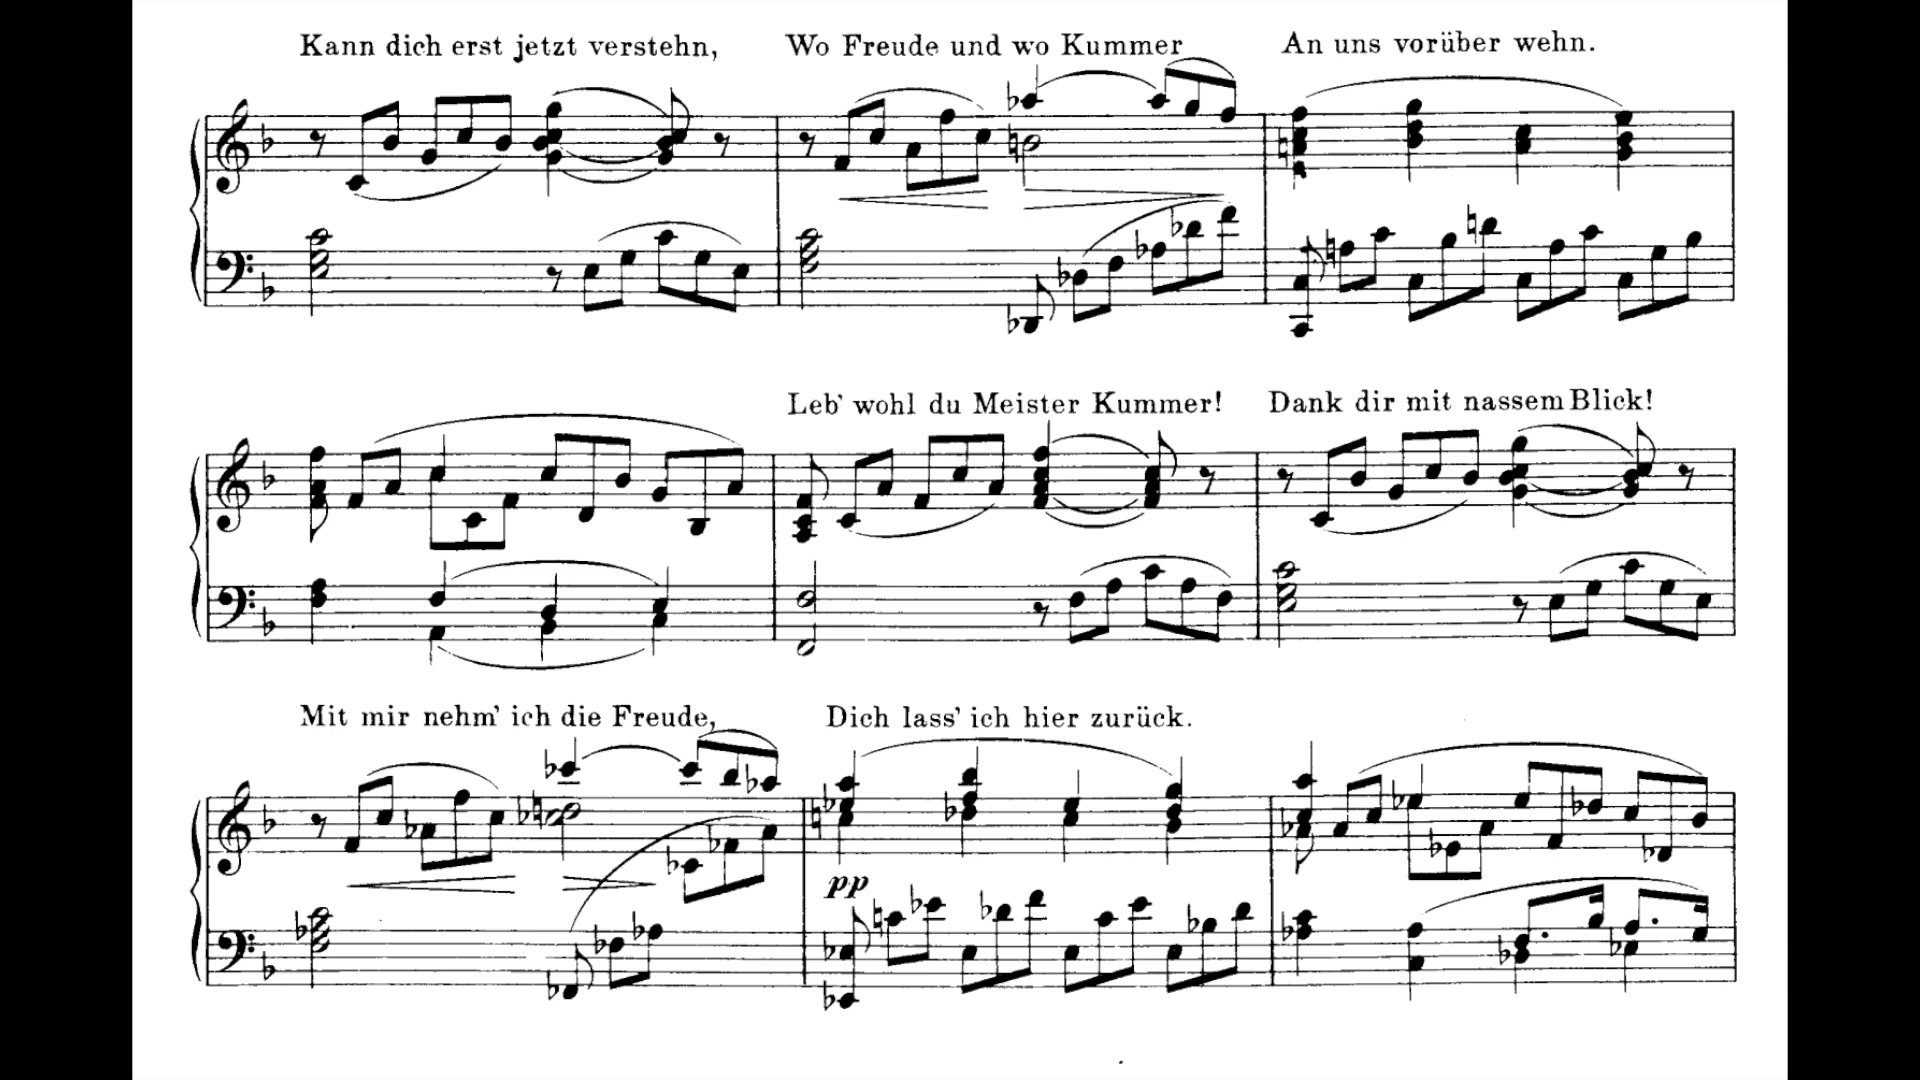 Kann dich erst jetzt verstehn, Wo Freude und wo Kummer An uns vorüber wehn.
Leb' wohl du Meister Kummer! Dank dir mit nassem Blick!
Mit mir nehm' ich die Freude, Dich lass' ich hier zurück.
pp